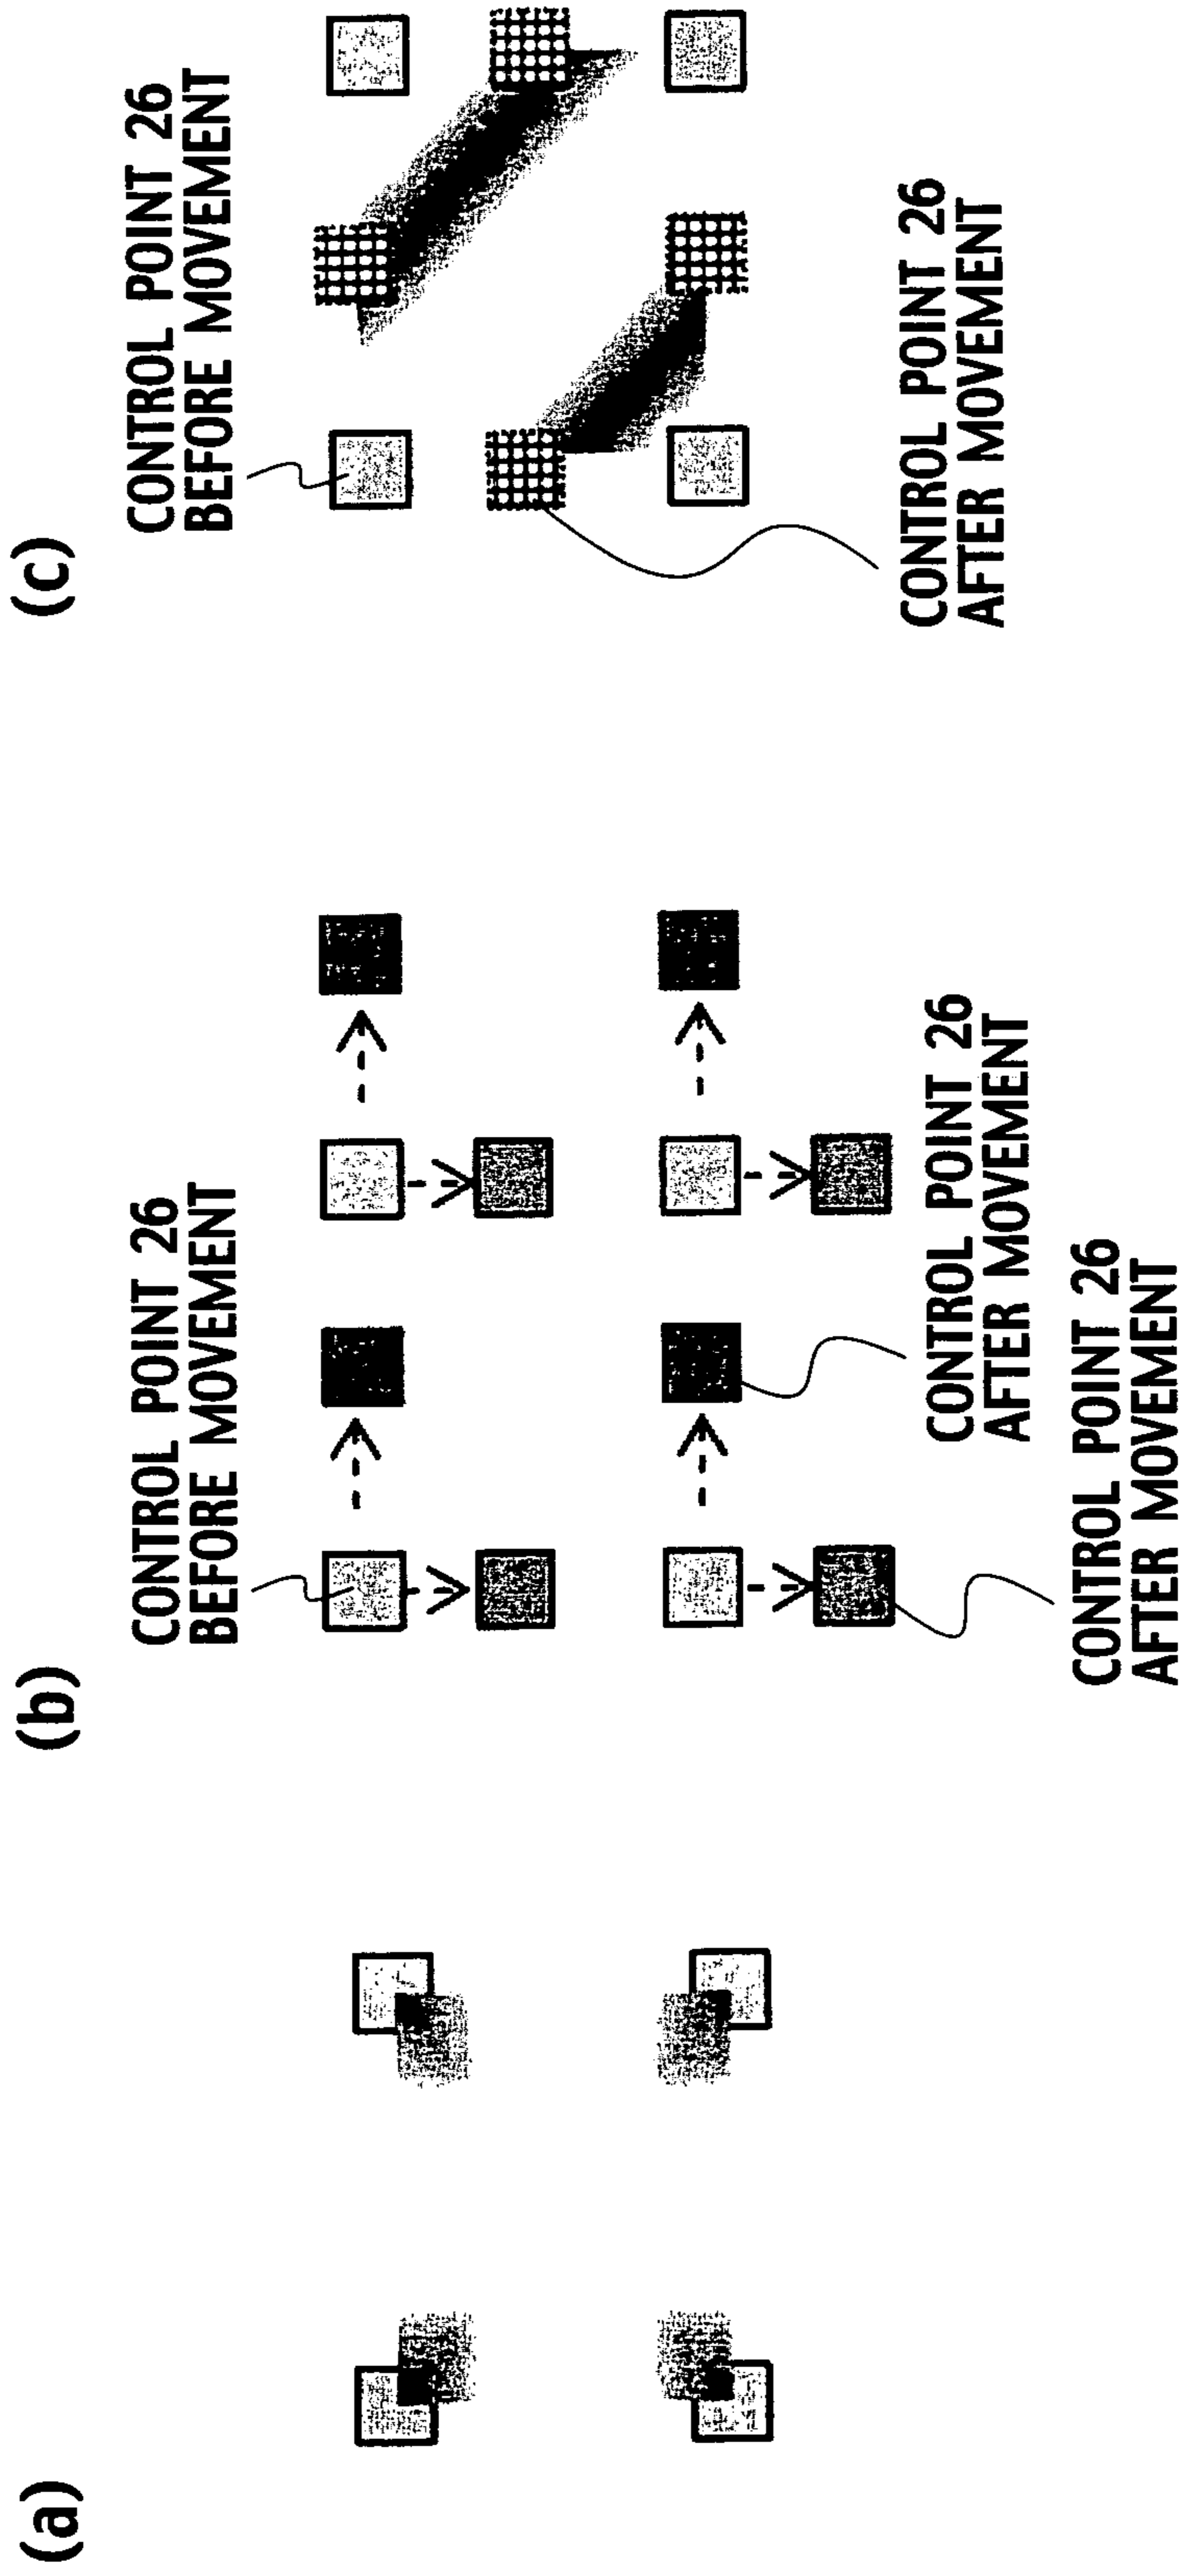 (a)
(b)
CONTROL POINT 26
BEFORE MOVEMENT
CONTROL POINT 26
AFTER MOVEMENT
CONTROL POINT 26
AFTER MOVEMENT
(c)
CONTROL POINT 26
BEFORE MOVEMENT
CONTROL POINT 26
AFTER MOVEMENT